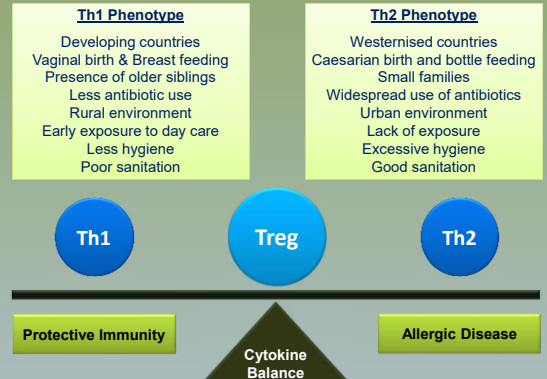 Th1 Phenotype
Developing countries
Vaginal birth & Breast feeding
Presence of older siblings
Less antibiotic use
Rural environment
Early exposure to day care
Less hygiene
Poor sanitation
Th2 Phenotype
Westernised countries
Caesarian birth and bottle feeding
Small families
Widespread use of antibiotics
Urban environment
Lack of exposure
Excessive hygiene
Good sanitation
Th1
Treg
Th2
Protective Immunity
Allergic Disease
Cytokine
Balance